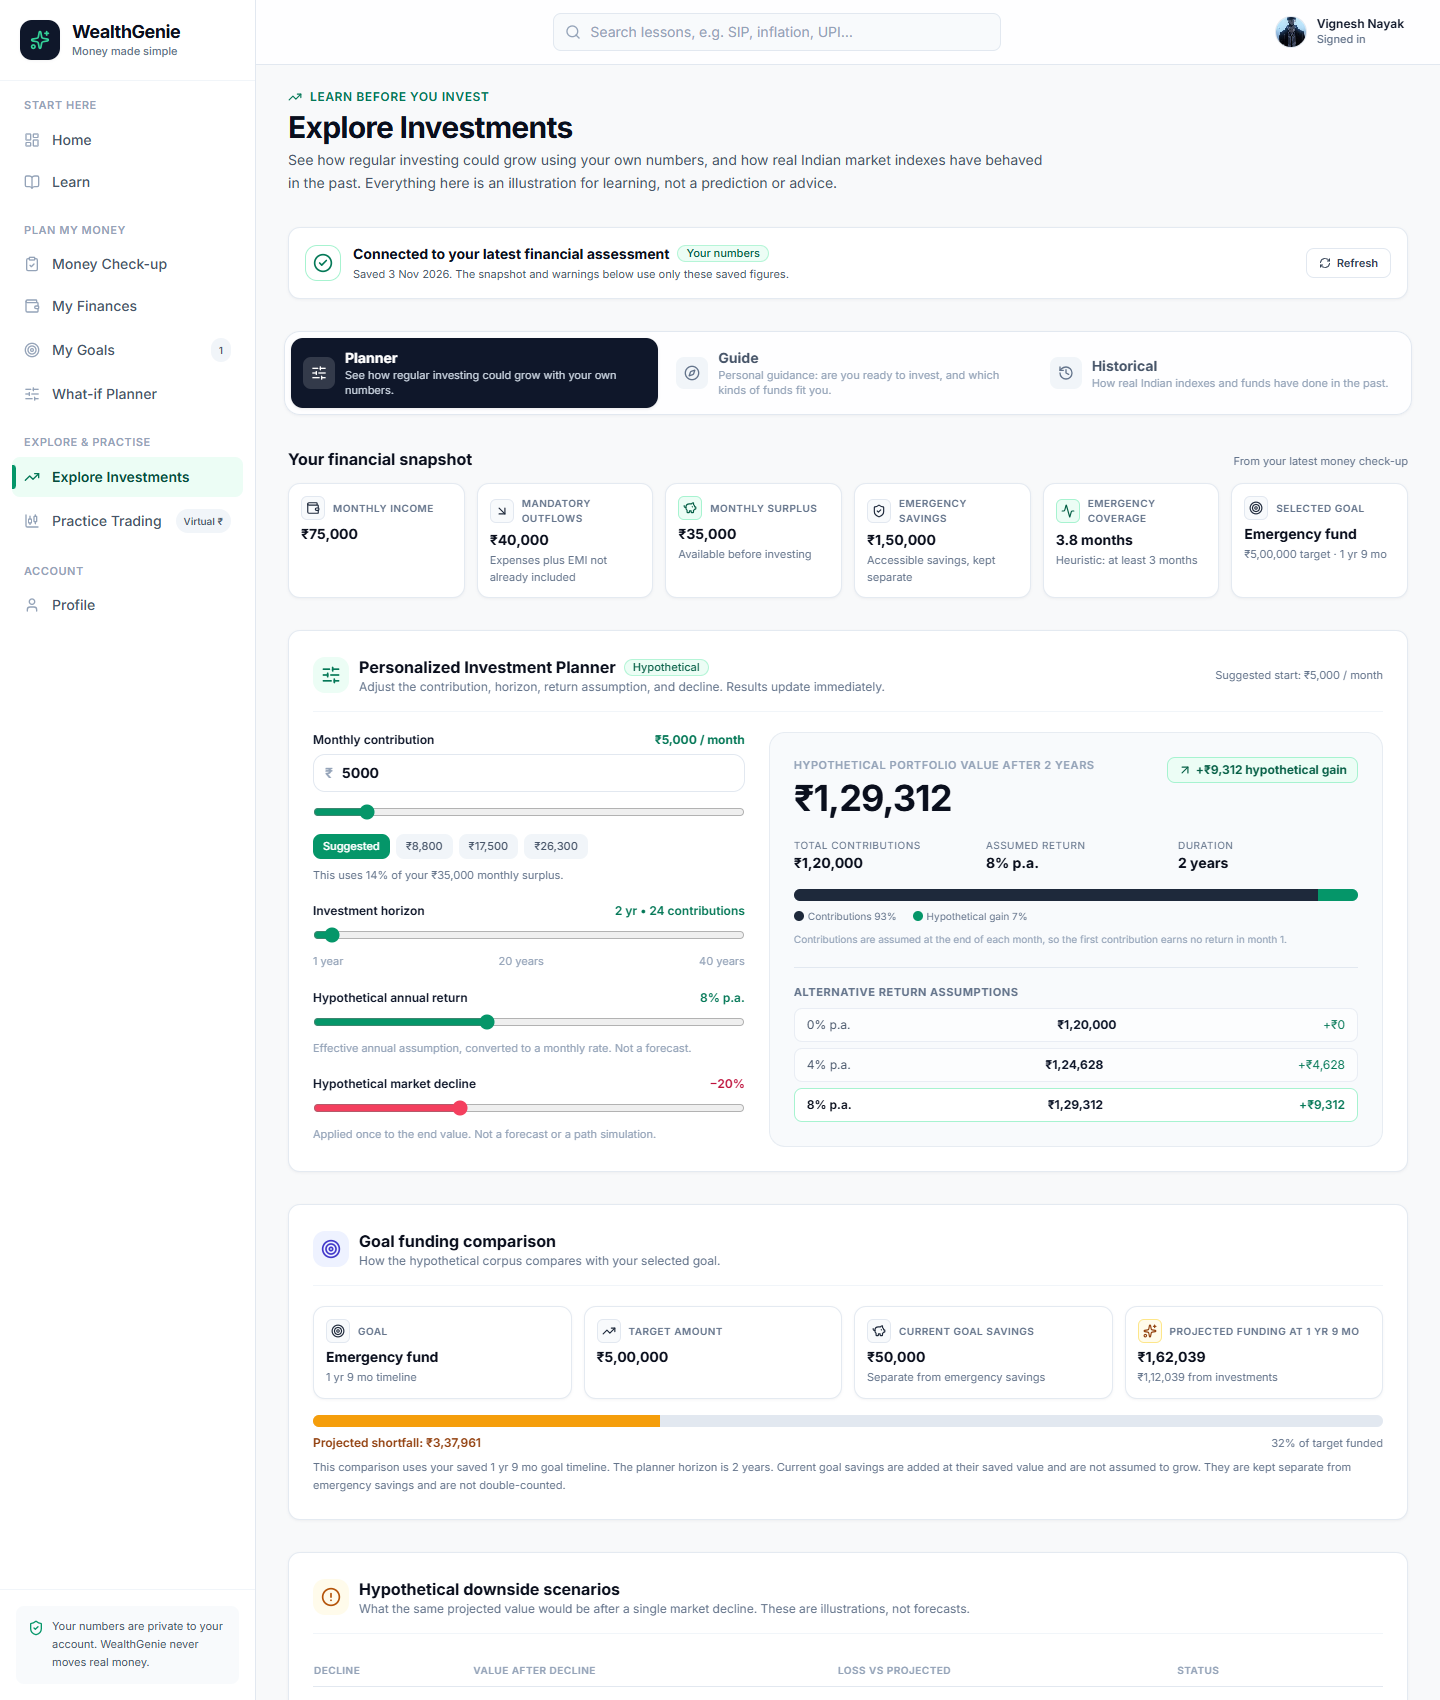 WealthGenie
Money made simple
START HERE
Home
Learn
PLAN MY MONEY
Money Check-up
My Finances
My Goals
1
What-if Planner
EXPLORE & PRACTISE
Explore Investments
Practice Trading
Virtual ₹
ACCOUNT
Profile
Your numbers are private to your
account. WealthGenie never
moves real money.
Search lessons, e.g. SIP, inflation, UPI...
Vignesh Nayak
Signed in
LEARN BEFORE YOU INVEST
Explore Investments
See how regular investing could grow using your own numbers, and how real Indian market indexes have behaved
in the past. Everything here is an illustration for learning, not a prediction or advice.
Connected to your latest financial assessment
Your numbers
Saved 3 Nov 2026. The snapshot and warnings below use only these saved figures.
Refresh
Planner
See how regular investing could grow with your own
numbers.
Guide
Personal guidance: are you ready to invest, and which
kinds of funds fit you.
Historical
How real Indian indexes and funds have done in the past.
Your financial snapshot
From your latest money check-up
MONTHLY INCOME
₹75,000
MANDATORY
OUTFLOWS
₹40,000
Expenses plus EMI not
already included
MONTHLY SURPLUS
₹35,000
Available before investing
EMERGENCY
SAVINGS
₹1,50,000
Accessible savings, kept
separate
EMERGENCY
COVERAGE
3.8 months
Heuristic: at least 3 months
SELECTED GOAL
Emergency fund
₹5,00,000 target · 1 yr 9 mo
Personalized Investment Planner
Hypothetical
Adjust the contribution, horizon, return assumption, and decline. Results update immediately.
Suggested start: ₹5,000 / month
Monthly contribution
₹5,000 / month
₹ 5000
Suggested
₹8,800
₹17,500
₹26,300
This uses 14% of your ₹35,000 monthly surplus.
Investment horizon
2 yr • 24 contributions
1 year
20 years
40 years
Hypothetical annual return
8% p.a.
Effective annual assumption, converted to a monthly rate. Not a forecast.
Hypothetical market decline
−20%
Applied once to the end value. Not a forecast or a path simulation.
HYPOTHETICAL PORTFOLIO VALUE AFTER 2 YEARS
₹1,29,312
+₹9,312 hypothetical gain
TOTAL CONTRIBUTIONS
₹1,20,000
ASSUMED RETURN
8% p.a.
DURATION
2 years
Contributions 93%
Hypothetical gain 7%
Contributions are assumed at the end of each month, so the first contribution earns no return in month 1.
ALTERNATIVE RETURN ASSUMPTIONS
0% p.a.
₹1,20,000
+₹0
4% p.a.
₹1,24,628
+₹4,628
8% p.a.
₹1,29,312
+₹9,312
Goal funding comparison
How the hypothetical corpus compares with your selected goal.
GOAL
Emergency fund
1 yr 9 mo timeline
TARGET AMOUNT
₹5,00,000
CURRENT GOAL SAVINGS
₹50,000
Separate from emergency savings
PROJECTED FUNDING AT 1 YR 9 MO
₹1,62,039
₹1,12,039 from investments
Projected shortfall: ₹3,37,961
32% of target funded
This comparison uses your saved 1 yr 9 mo goal timeline. The planner horizon is 2 years. Current goal savings are added at their saved value and are not assumed to grow. They are kept separate from
emergency savings and are not double-counted.
Hypothetical downside scenarios
What the same projected value would be after a single market decline. These are illustrations, not forecasts.
DECLINE
VALUE AFTER DECLINE
LOSS VS PROJECTED
STATUS